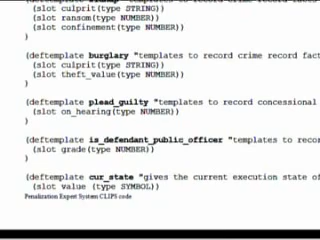 (slot culprit(type STRING))
(slot ransom(type NUMBER))
(slot confinement(type NUMBER))
)
(deftemplate burglary "templates to record crime record fact
(slot culprit(type STRING))
(slot theft_value(type NUMBER))
)
(deftemplate plead_guilty "templates to record concessional
(slot on_hearing(type NUMBER))
)
(deftemplate is_defendant_public_officer "templates to recor
(slot grade(type NUMBER))
)
(deftemplate cur_state "gives the current execution state of
(slot value (type SYMBOL))
Penalization Expert System CLIPS code